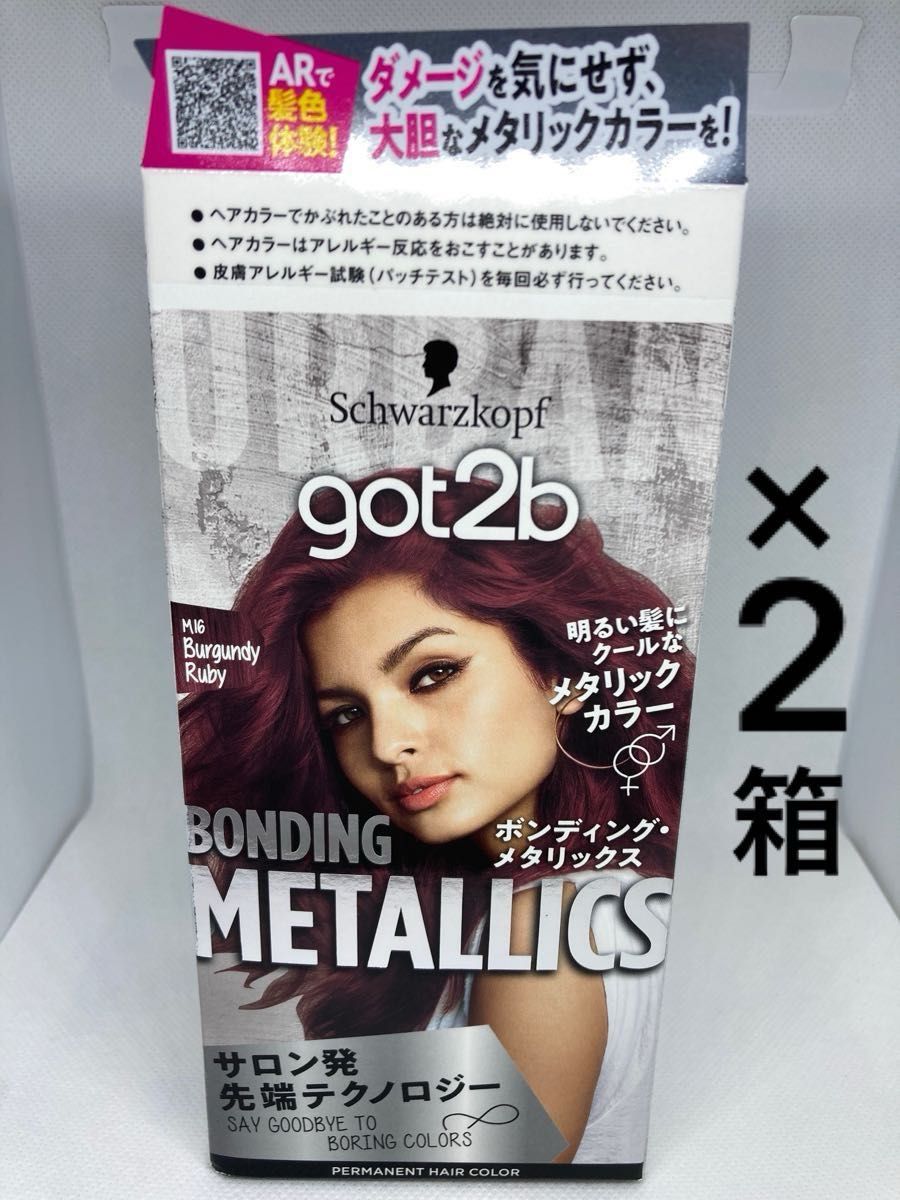 ARで
髪色
体験!
ダメージを気にせず、
大胆なメタリックカラーを!
● ヘアカラーでかぶれたことのある方は絶対に使用しないでください。
● ヘアカラーはアレルギー反応をおこすことがあります。
● 皮膚アレルギー試験(パッチテスト)を毎回必ず行ってください。
URBAN
Schwarzkopf
got2b
M16
Burgundy
Ruby
明るい髪に
クールな
メタリック
カラー
×
2
箱
BONDING
ボンディング・
メタリックス
METALLICS
サロン発
先端テクノロジー
SAY GOODBYE TO
BORING COLORS
PERMANENT HAIR COLOR